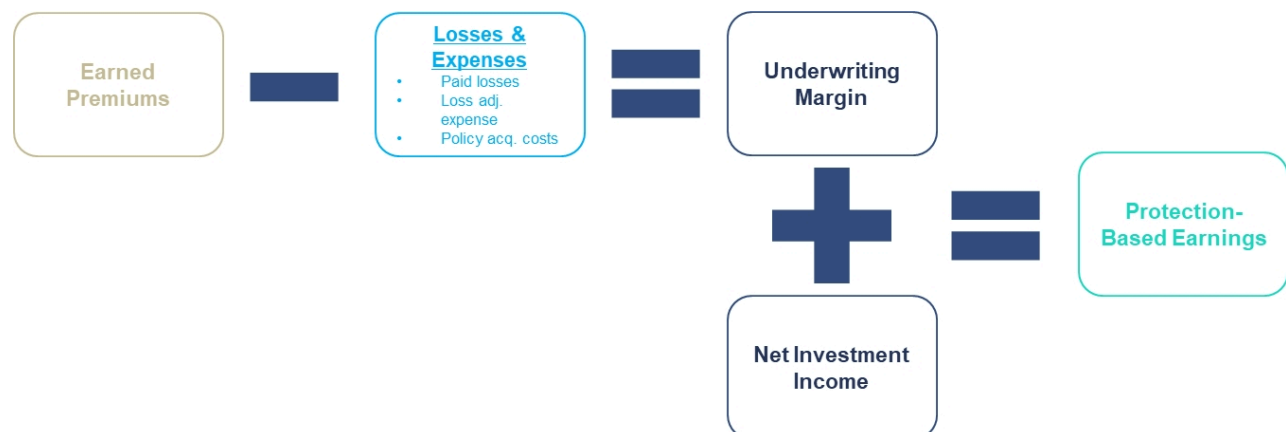 Earned
Premiums
Losses &
Expenses
• Paid losses
• Loss adj.
expense
• Policy acq. costs
Underwriting
Margin
Net Investment
Income
Protection-
Based Earnings